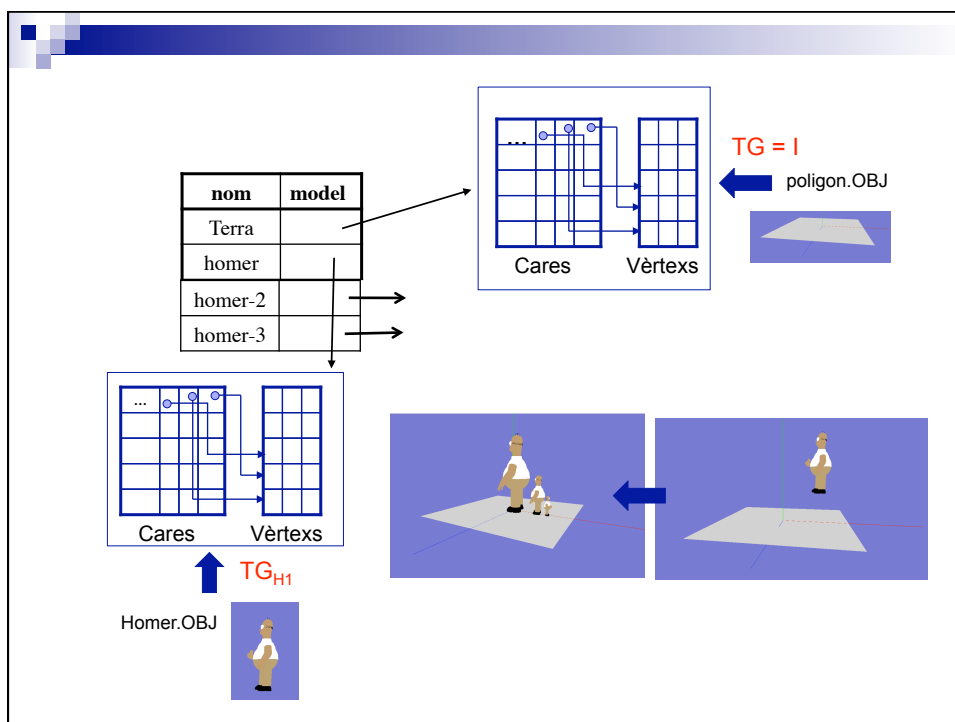 ...
TG = I
poligon.OBJ
Cares Vèrtexs
nom model
Terra
homer
homer-2
homer-3
...
Cares Vèrtexs
TGH1
Homer.OBJ